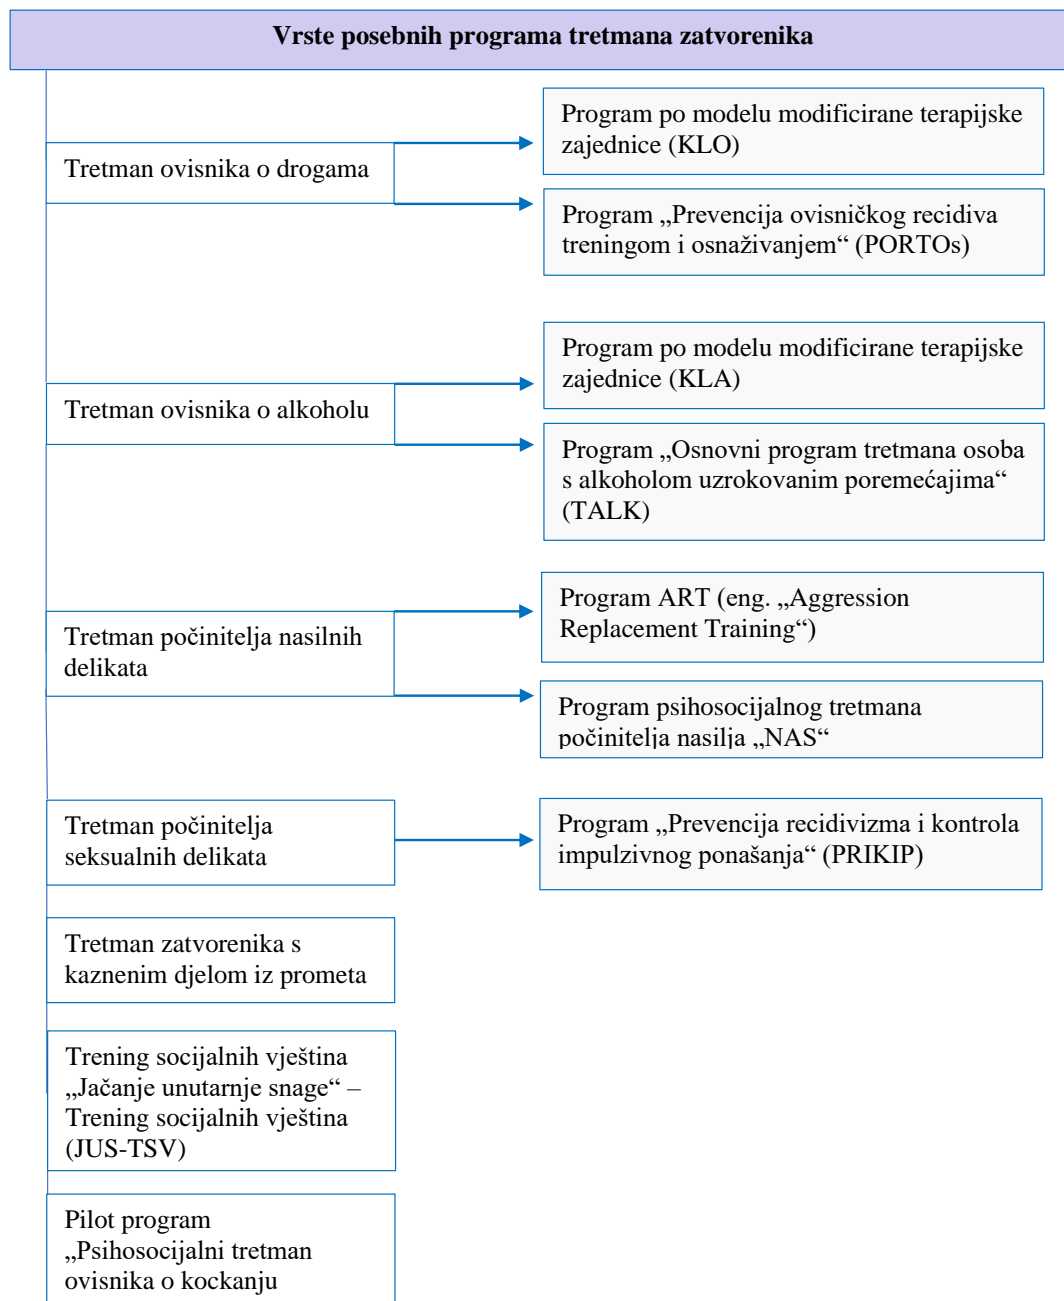 Vrste posebnih programa tretmana zatvorenika
Tretman ovisnika o drogama
Program po modelu modificirane terapijske
zajednice (KLO)
Program „Prevencija ovisničkog recidiva
treningom i osnaživanjem“ (PORTOs)
Tretman ovisnika o alkoholu
Program po modelu modificirane terapijske
zajednice (KLA)
Program „Osnovni program tretmana osoba
s alkoholom uzrokovanim poremećajima“
(TALK)
Tretman počinitelja nasilnih
delikata
Program ART (eng. „Aggression
Replacement Training“)
Program psihosocijalnog tretmana
počinitelja nasilja „NAS“
Tretman počinitelja
seksualnih delikata
Program „Prevencija recidivizma i kontrola
impulzivnog ponašanja“ (PRIKIP)
Tretman zatvorenika s
kaznenim djelom iz prometa
Trening socijalnih vještina
„Jačanje unutarnje snage“ –
Trening socijalnih vještina
(JUS-TSV)
Pilot program
„Psihosocijalni tretman
ovisnika o kockanju